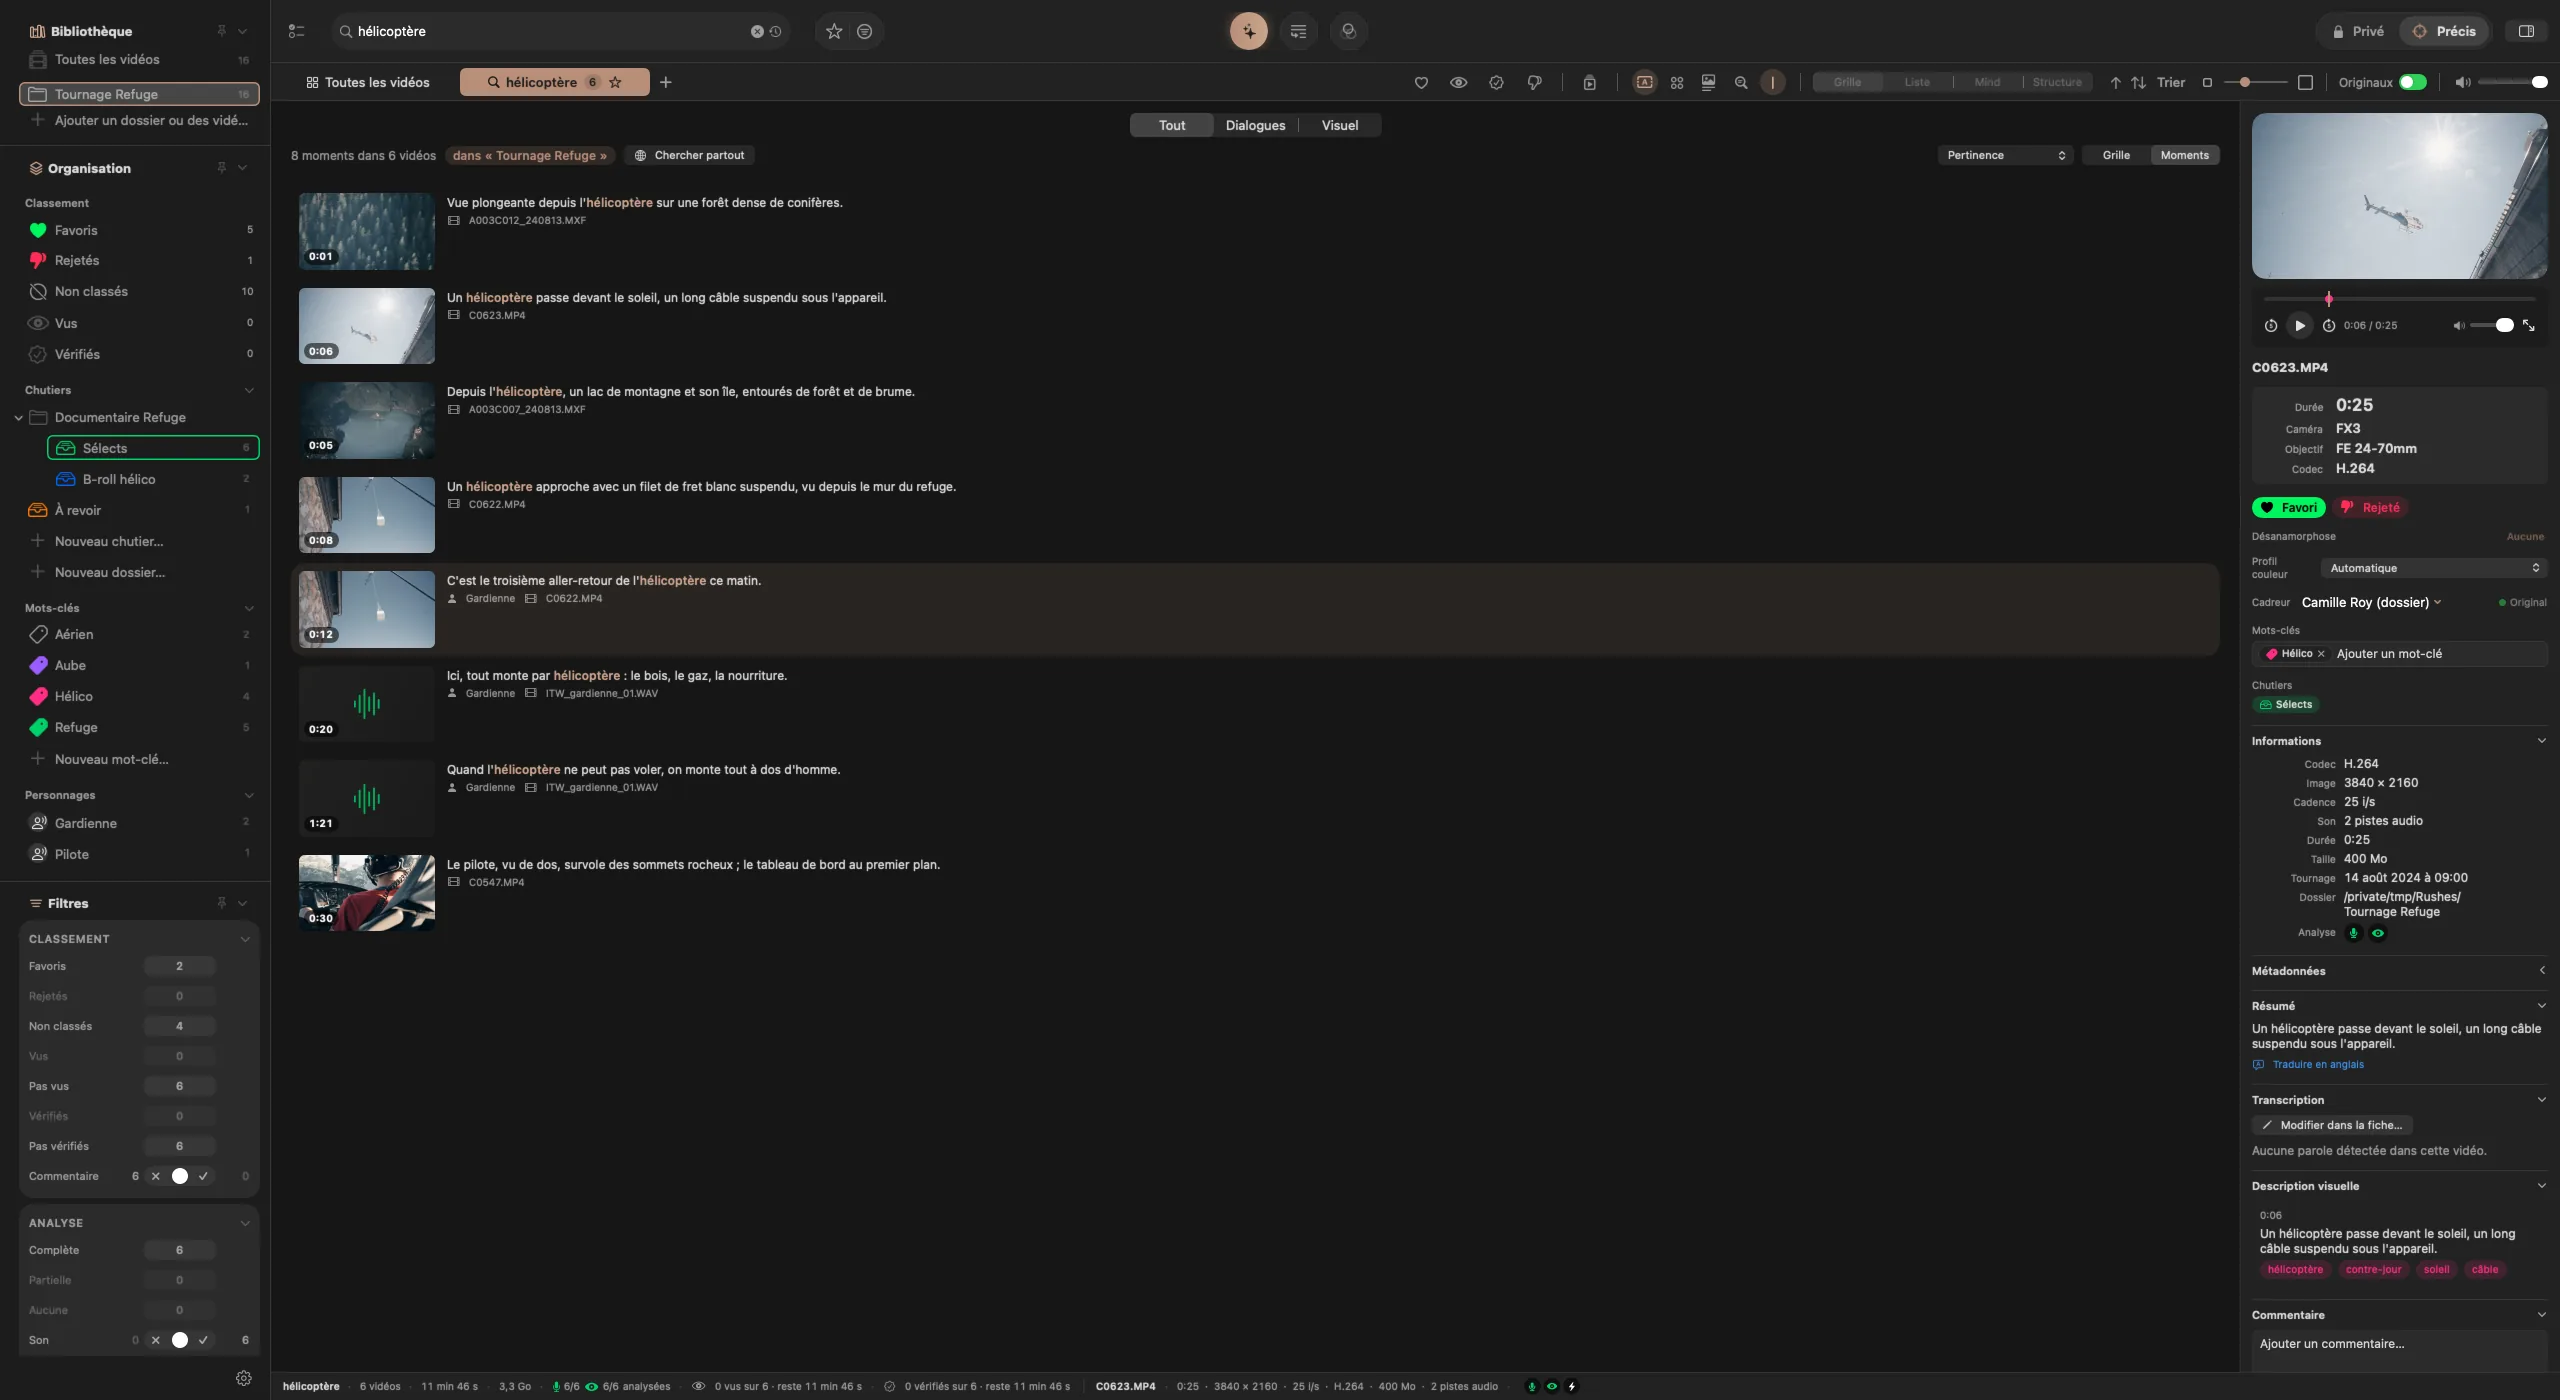 Bibliothèque
Toutes les vidéos 16
Tournage Refuge 16
Ajouter un dossier ou des vidé...
Organisation
Classement
Favoris 5
Rejetés 1
Non classés 10
Vus 0
Vérifiés 0
Chutiers
Documentaire Refuge
Sélects 6
B-roll hélico 2
À revoir 1
Nouveau chutier...
Nouveau dossier...
Mots-clés
Aérien 2
Aube 1
Hélico 4
Refuge 5
Nouveau mot-clé...
Personnages
Gardienne 2
Pilote 1
Filtres
CLASSEMENT
Favoris 2
Rejetés 0
Non classés 4
Vus 0
Pas vus 6
Vérifiés 0
Pas vérifiés 6
Commentaire 6 0
ANALYSE
Complète 6
Partielle 0
Aucune 0
Son 0 6
hélicoptère
Privé Précis
Toutes les vidéos hélicoptère 6
Grille Liste Mind Structure Trier Originaux
Tout Dialogues Visuel
8 moments dans 6 vidéos dans « Tournage Refuge » Chercher partout
Pertinence Grille Moments
Vue plongeante depuis l'hélicoptère sur une forêt dense de conifères.
A003C012_240813.MXF
0:01
Un hélicoptère passe devant le soleil, un long câble suspendu sous l'appareil.
C0623.MP4
0:06
Depuis l'hélicoptère, un lac de montagne et son île, entourés de forêt et de brume.
A003C007_240813.MXF
0:05
Un hélicoptère approche avec un filet de fret blanc suspendu, vu depuis le mur du refuge.
C0622.MP4
0:08
C'est le troisième aller-retour de l'hélicoptère ce matin.
Gardienne C0622.MP4
0:12
Ici, tout monte par hélicoptère : le bois, le gaz, la nourriture.
Gardienne ITW_gardienne_01.WAV
0:20
Quand l'hélicoptère ne peut pas voler, on monte tout à dos d'homme.
Gardienne ITW_gardienne_01.WAV
1:21
Le pilote, vu de dos, survole des sommets rocheux ; le tableau de bord au premier plan.
C0547.MP4
0:30
0:06 / 0:25
C0623.MP4
Durée 0:25
Caméra FX3
Objectif FE 24-70mm
Codec H.264
Favori Rejeté
Désanamorphose Aucune
Profil couleur Automatique
Cadreur Camille Roy (dossier) Original
Mots-clés
Hélico Ajouter un mot-clé
Chutiers
Sélects
Informations
Codec H.264
Image 3840 × 2160
Cadence 25 i/s
Son 2 pistes audio
Durée 0:25
Taille 400 Mo
Tournage 14 août 2024 à 09:00
Dossier /private/tmp/Rushes/
Tournage Refuge
Analyse
Métadonnées
Résumé
Un hélicoptère passe devant le soleil, un long câble
suspendu sous l'appareil.
Traduire en anglais
Transcription
Modifier dans la fiche...
Aucune parole détectée dans cette vidéo.
Description visuelle
0:06
Un hélicoptère passe devant le soleil, un long
câble suspendu sous l'appareil.
hélicoptère contre-jour soleil câble
Commentaire
Ajouter un commentaire...
hélicoptère · 6 vidéos · 11 min 46 s · 3,3 Go · 6/6 6/6 analysées · 0 vus sur 6 · reste 11 min 46 s · 0 vérifiés sur 6 · reste 11 min 46 s C0623.MP4 · 0:25 · 3840 × 2160 · 25 i/s · H.264 · 400 Mo · 2 pistes audio